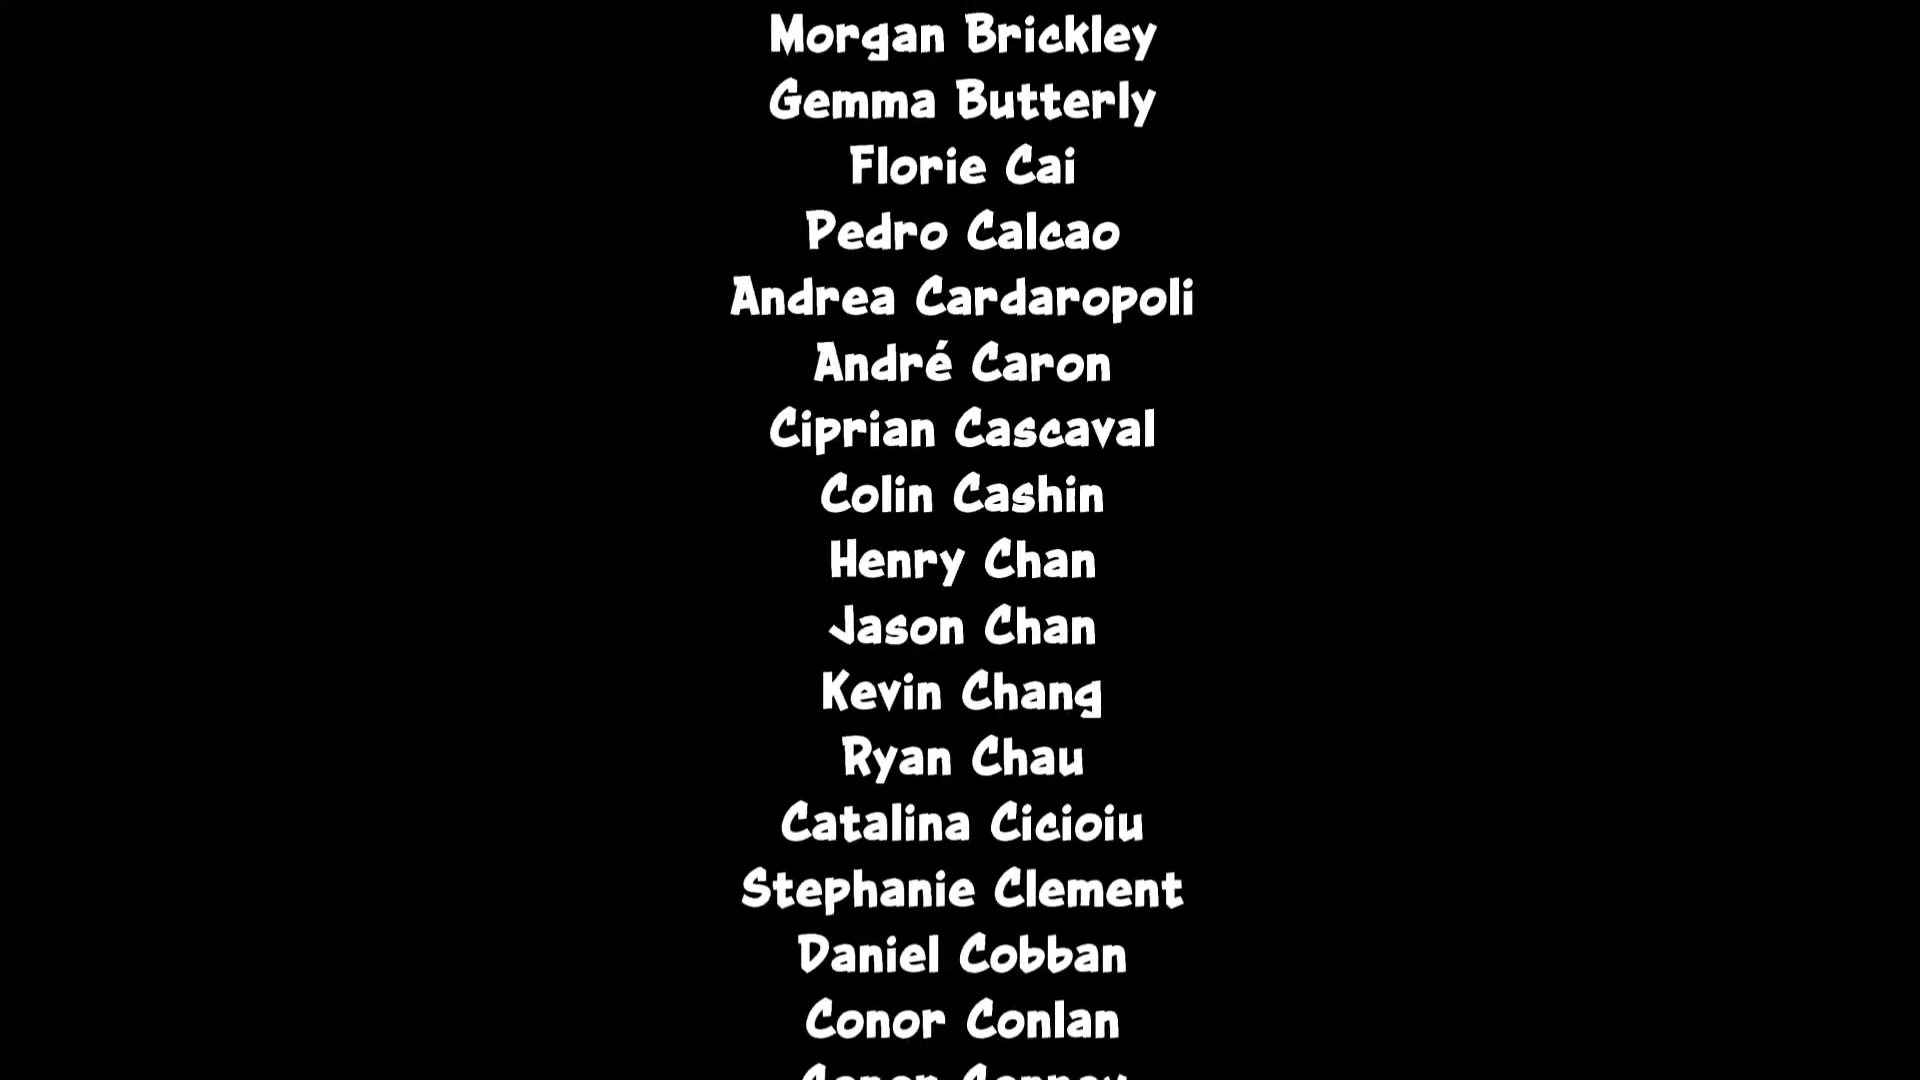 Morgan Brickley
Gemma Butterly
Florie Cai
Pedro Calcao
Andrea Cardaropoli
André Caron
Ciprian Cascaval
Colin Cashin
Henry Chan
Jason Chan
Kevin Chang
Ryan Chau
Catalina Cicioiu
Stephanie Clement
Daniel Cobban
Conor Conlan